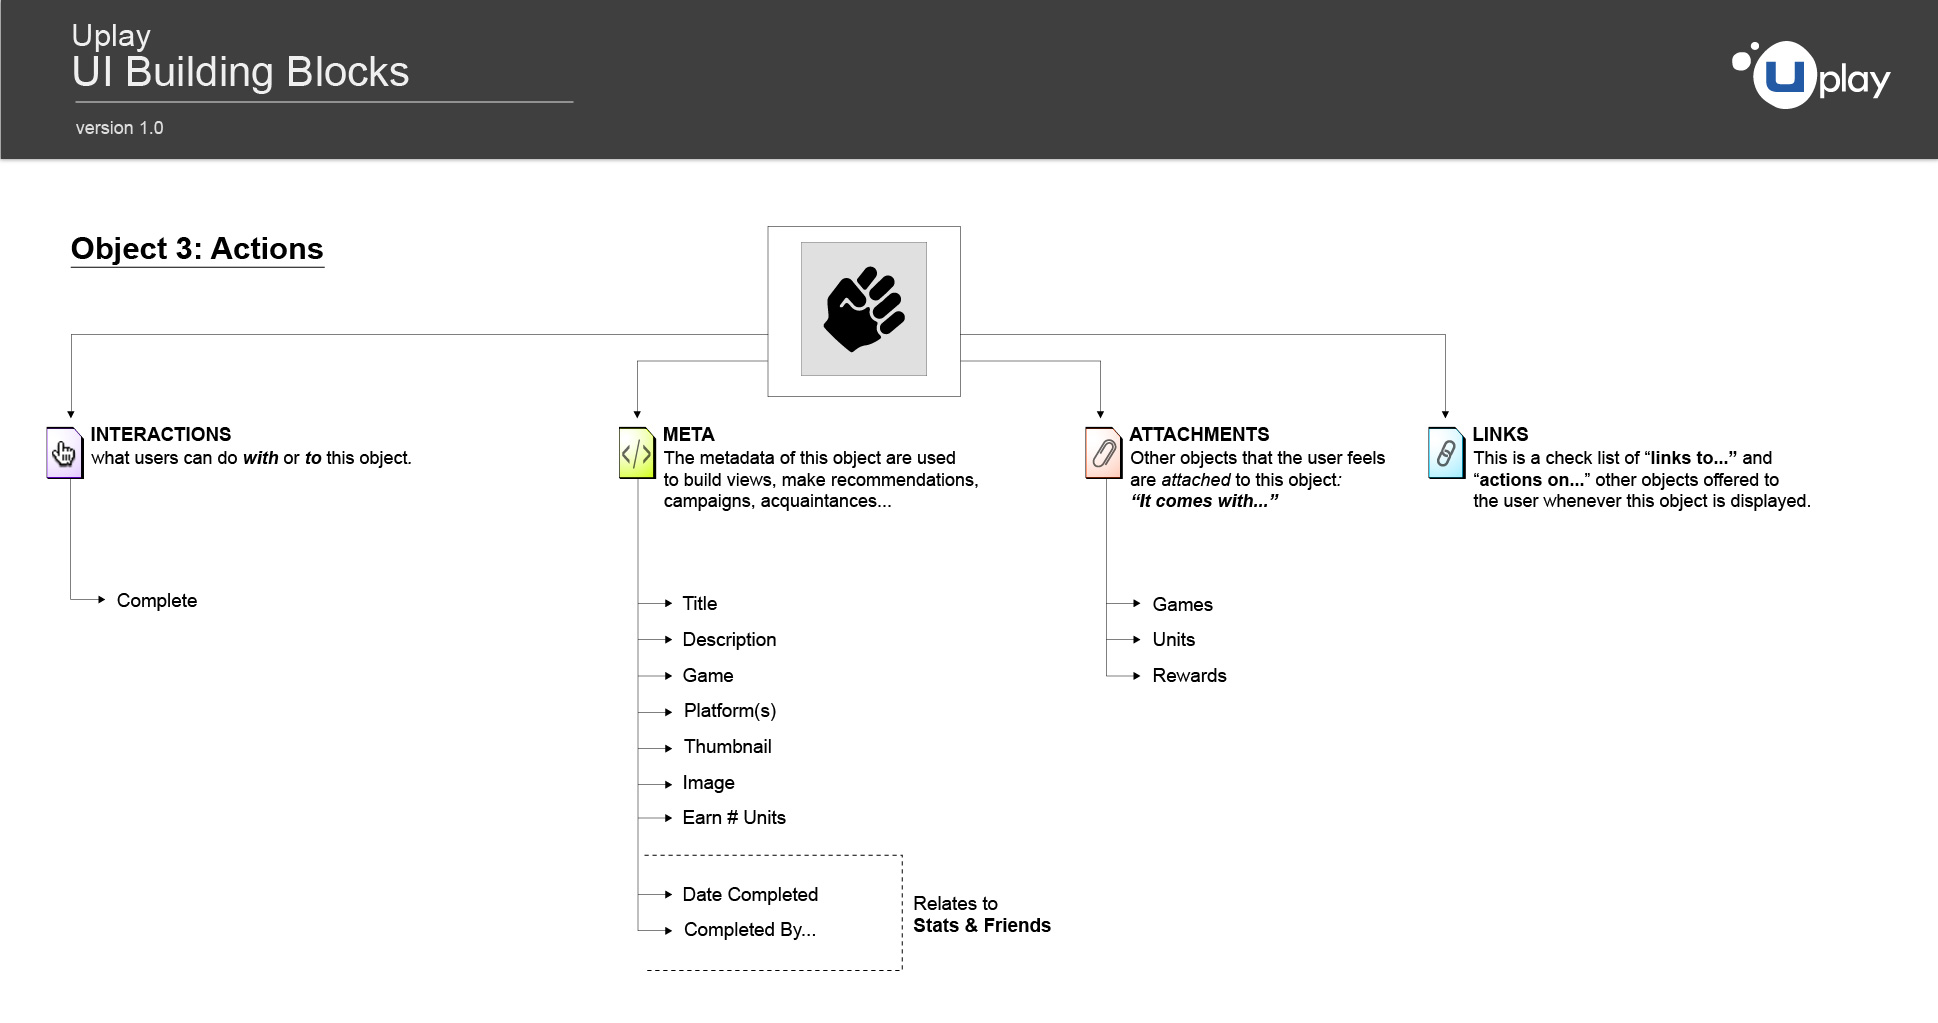 Uplay
UI Building Blocks
version 1.0
Uplay
Object 3: Actions
INTERACTIONS
what users can do with or to this object.
Complete
META
The metadata of this object are used
to build views, make recommendations,
campaigns, acquaintances...
Title
Description
Game
Platform(s)
Thumbnail
Image
Earn # Units
Date Completed
Completed By...
Relates to
Stats & Friends
ATTACHMENTS
Other objects that the user feels
are attached to this object:
“It comes with...”
Games
Units
Rewards
LINKS
This is a check list of “links to...” and
“actions on...” other objects offered to
the user whenever this object is displayed.